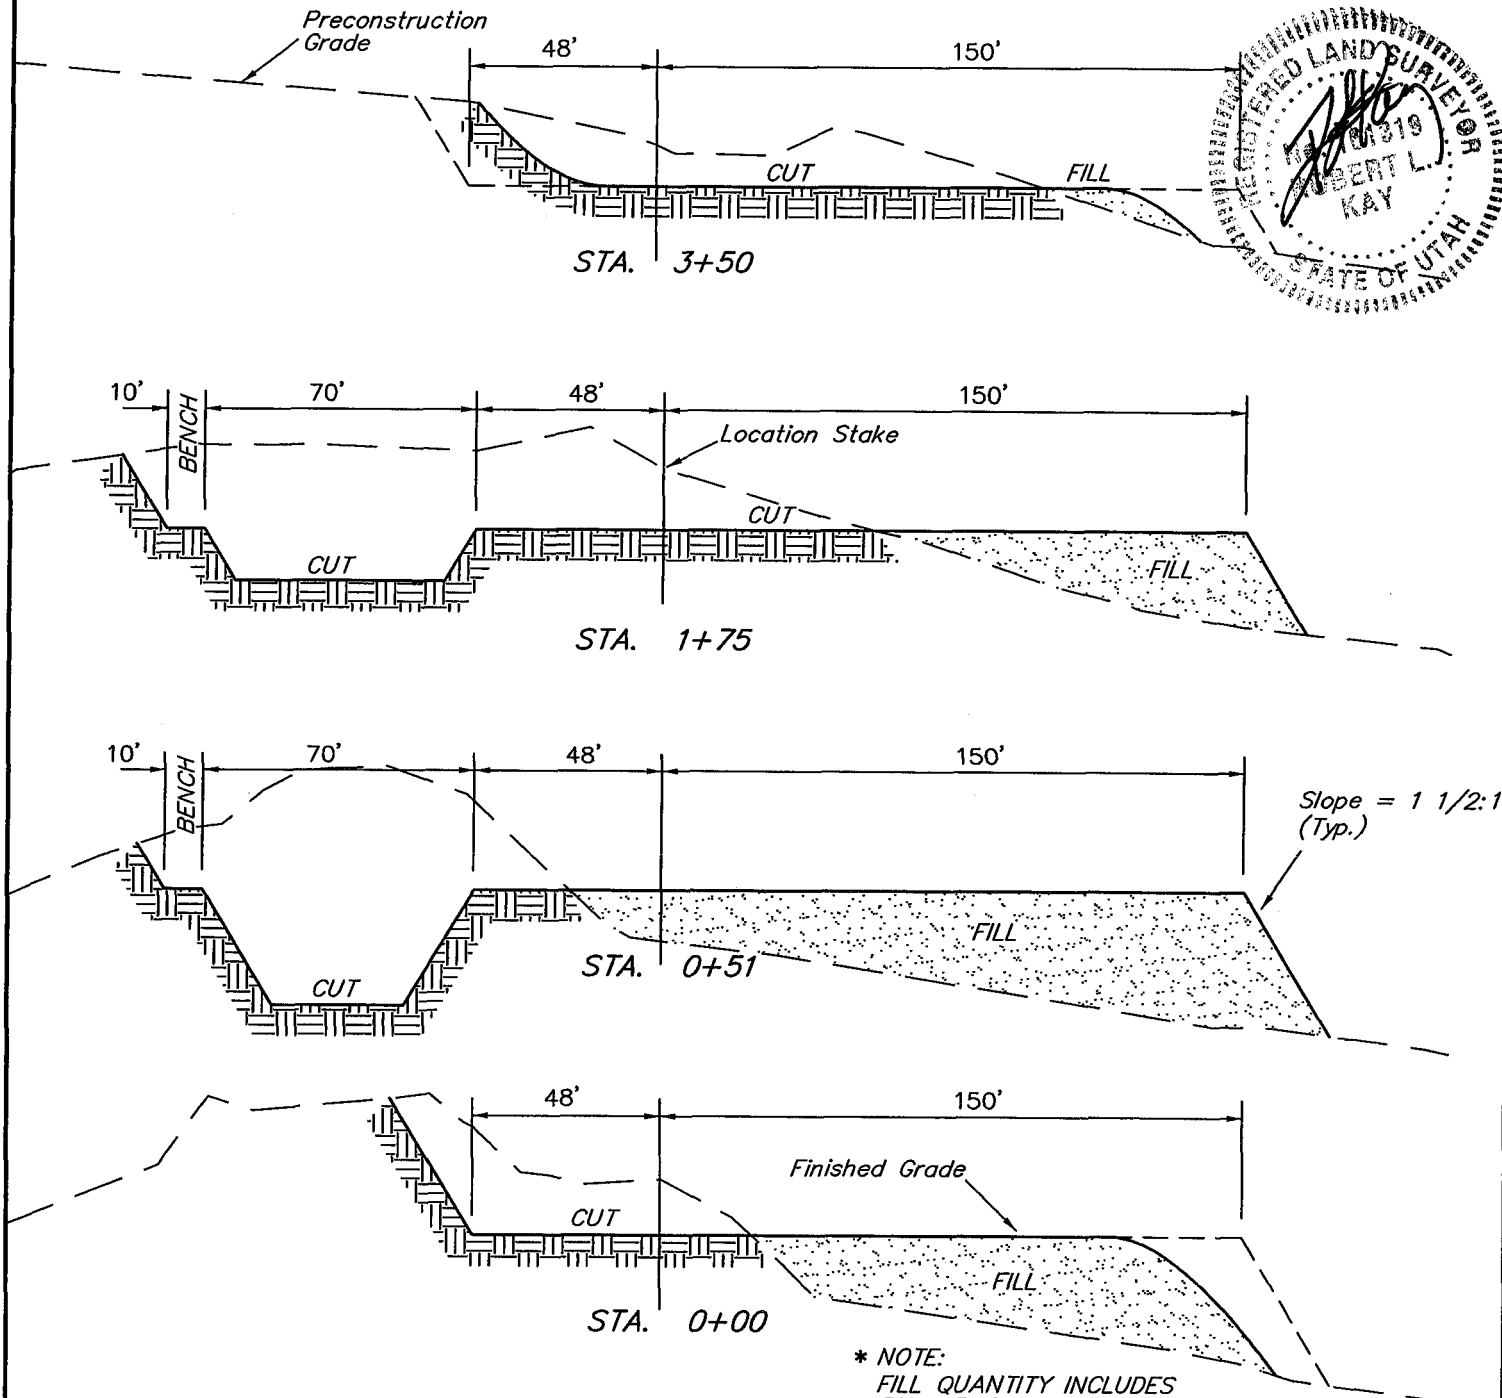 Preconstruction
Grade
48'
150'
REGISTERED LAND SURVEYOR
ROBERT L.
KAY
STATE OF UTAH
CUT
FILL
STA. 3+50
10'
BENCH
70'
48'
150'
Location Stake
CUT
CUT
FILL
STA. 1+75
10'
BENCH
70'
48'
150'
Slope = 1 1/2:1
(Typ.)
CUT
FILL
STA. 0+51
48'
150'
Finished Grade
CUT
FILL
STA. 0+00
* NOTE:
FILL QUANTITY INCLUDES